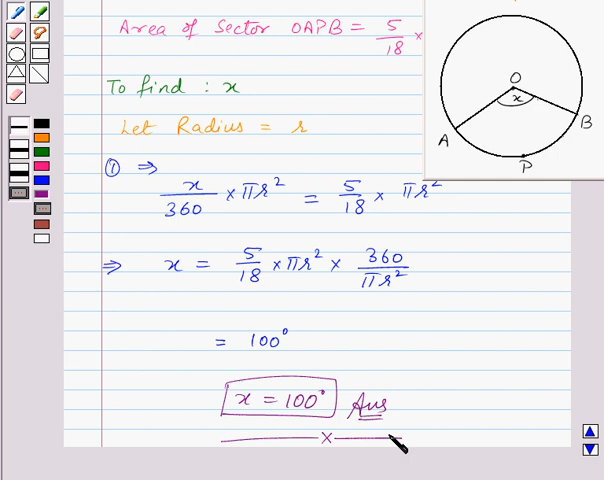 Area of Sector OAPB = 5/18 ×
To find : x
Let Radius = r
① ⇒ x/360 × πr² = 5/18 × πr²
⇒ x = 5/18 × πr² × 360/πr²
= 100°
x = 100° Ans
×
O
x
A
B
P